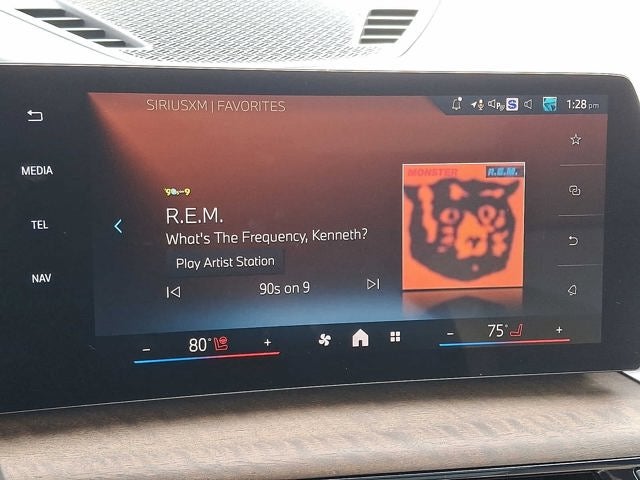 SIRIUSXM | FAVORITES
1:28 pm
MEDIA
TEL
NAV
MONSTER R.E.M.
R.E.M.
What's The Frequency, Kenneth?
Play Artist Station
90s on 9
− 80° +
− 75° +